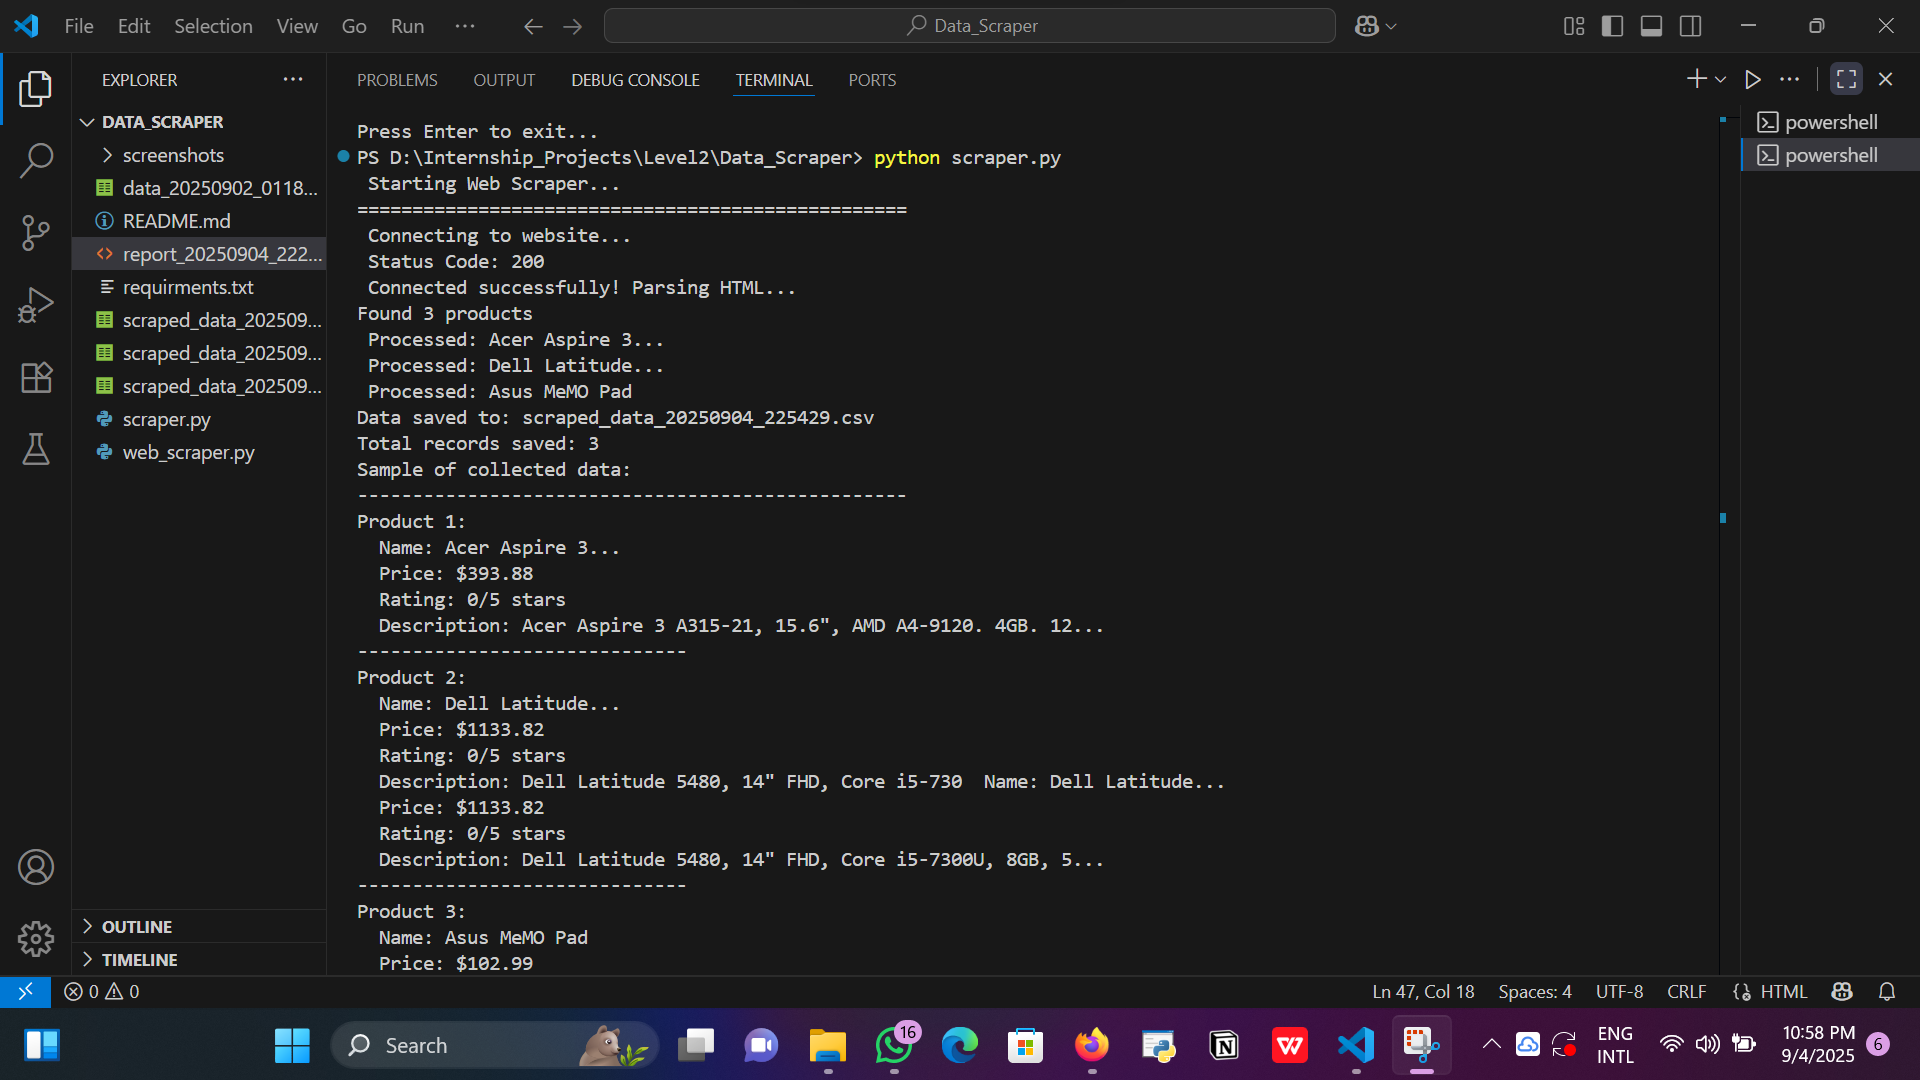 File Edit Selection View Go Run ... Data_Scraper
EXPLORER ...
DATA_SCRAPER
screenshots
data_20250902_0118...
README.md
report_20250904_222...
requirments.txt
scraped_data_202509...
scraped_data_202509...
scraped_data_202509...
scraper.py
web_scraper.py
OUTLINE
TIMELINE
PROBLEMS OUTPUT DEBUG CONSOLE TERMINAL PORTS
Press Enter to exit...
PS D:\Internship_Projects\Level2\Data_Scraper> python scraper.py
Starting Web Scraper...
==================================================
Connecting to website...
Status Code: 200
Connected successfully! Parsing HTML...
Found 3 products
Processed: Acer Aspire 3...
Processed: Dell Latitude...
Processed: Asus MeMO Pad
Data saved to: scraped_data_20250904_225429.csv
Total records saved: 3
Sample of collected data:
--------------------------------------------------
Product 1:
Name: Acer Aspire 3...
Price: $393.88
Rating: 0/5 stars
Description: Acer Aspire 3 A315-21, 15.6", AMD A4-9120. 4GB. 12...
------------------------------
Product 2:
Name: Dell Latitude...
Price: $1133.82
Rating: 0/5 stars
Description: Dell Latitude 5480, 14" FHD, Core i5-730  Name: Dell Latitude...
Price: $1133.82
Rating: 0/5 stars
Description: Dell Latitude 5480, 14" FHD, Core i5-7300U, 8GB, 5...
------------------------------
Product 3:
Name: Asus MeMO Pad
Price: $102.99
powershell
powershell
0 0 Ln 47, Col 18 Spaces: 4 UTF-8 CRLF HTML
Search 16 ENG 10:58 PM 6
INTL 9/4/2025